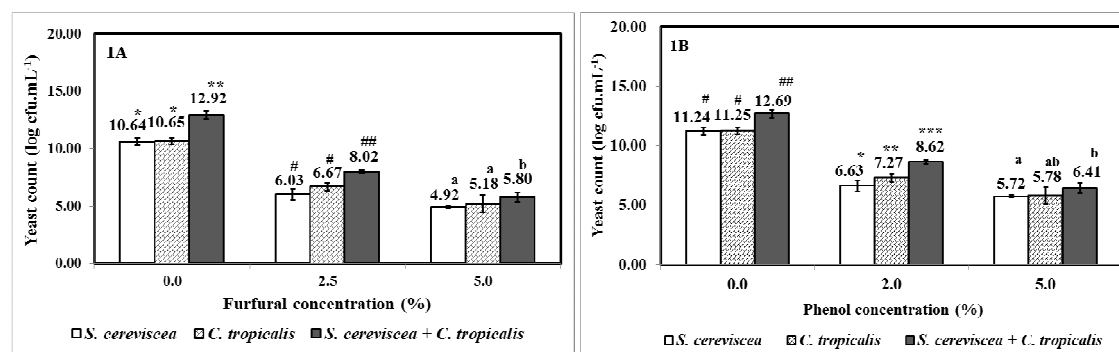 20.00
1A
15.00
10.00
5.00
0.00
Yeast count (log cfu.mL-1)
* * **
10.64 10.65 12.92
# # ##
6.03 6.67 8.02
a a b
4.92 5.18 5.80
0.0 2.5 5.0
Furfural concentration (%)
S. cereviscea C. tropicalis S. cereviscea + C. tropicalis
20.00
1B
15.00
10.00
5.00
0.00
Yeast count (log cfu.mL-1)
# # ##
11.24 11.25 12.69
* ** ***
6.63 7.27 8.62
a ab b
5.72 5.78 6.41
0.0 2.0 5.0
Phenol concentration (%)
S. cereviscea C. tropicalis S. cereviscea + C. tropicalis